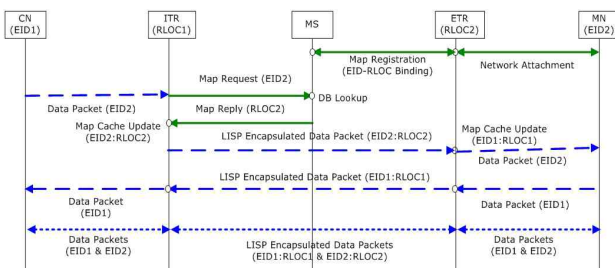 CN
(EID1)
ITR
(RLOC1)
MS
ETR
(RLOC2)
MN
(EID2)
Map Registration
(EID-RLOC Binding)
Network Attachment
Map Request (EID2)
Data Packet (EID2)
DB Lookup
Map Reply (RLOC2)
Map Cache Update
(EID2:RLOC2)
LISP Encapsulated Data Packet (EID2:RLOC2)
Map Cache Update
(EID1:RLOC1)
Data Packet (EID2)
LISP Encapsulated Data Packet (EID1:RLOC1)
Data Packet
(EID1)
Data Packet (EID1)
Data Packets
(EID1 & EID2)
LISP Encapsulated Data Packets
(EID1:RLOC1 & EID2:RLOC2)
Data Packets
(EID1 & EID2)